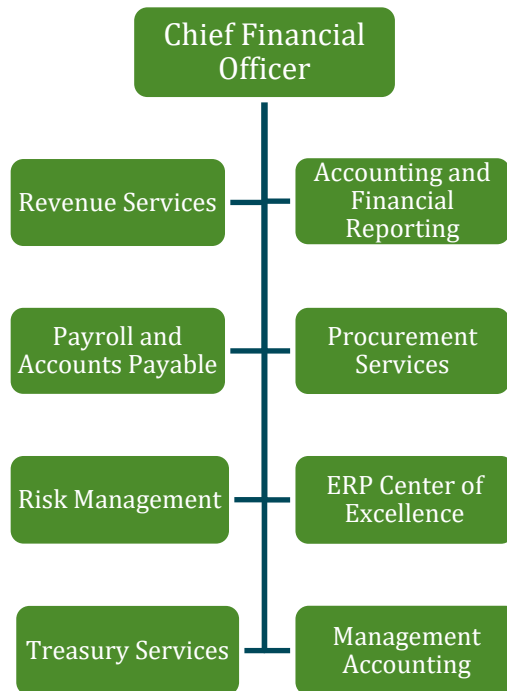 Chief Financial
Officer
Revenue Services
Accounting and
Financial
Reporting
Payroll and
Accounts Payable
Procurement
Services
Risk Management
ERP Center of
Excellence
Treasury Services
Management
Accounting